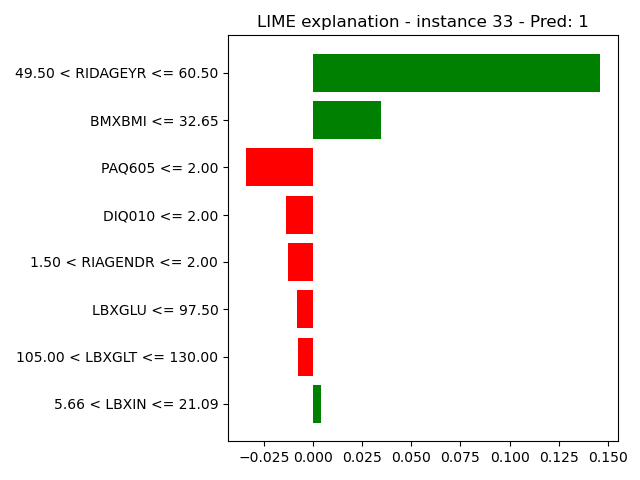 LIME explanation - instance 33 - Pred: 1
49.50 < RIDAGEYR <= 60.50
BMXBMI <= 32.65
PAQ605 <= 2.00
DIQ010 <= 2.00
1.50 < RIAGENDR <= 2.00
LBXGLU <= 97.50
105.00 < LBXGLT <= 130.00
5.66 < LBXIN <= 21.09
−0.025 0.000 0.025 0.050 0.075 0.100 0.125 0.150